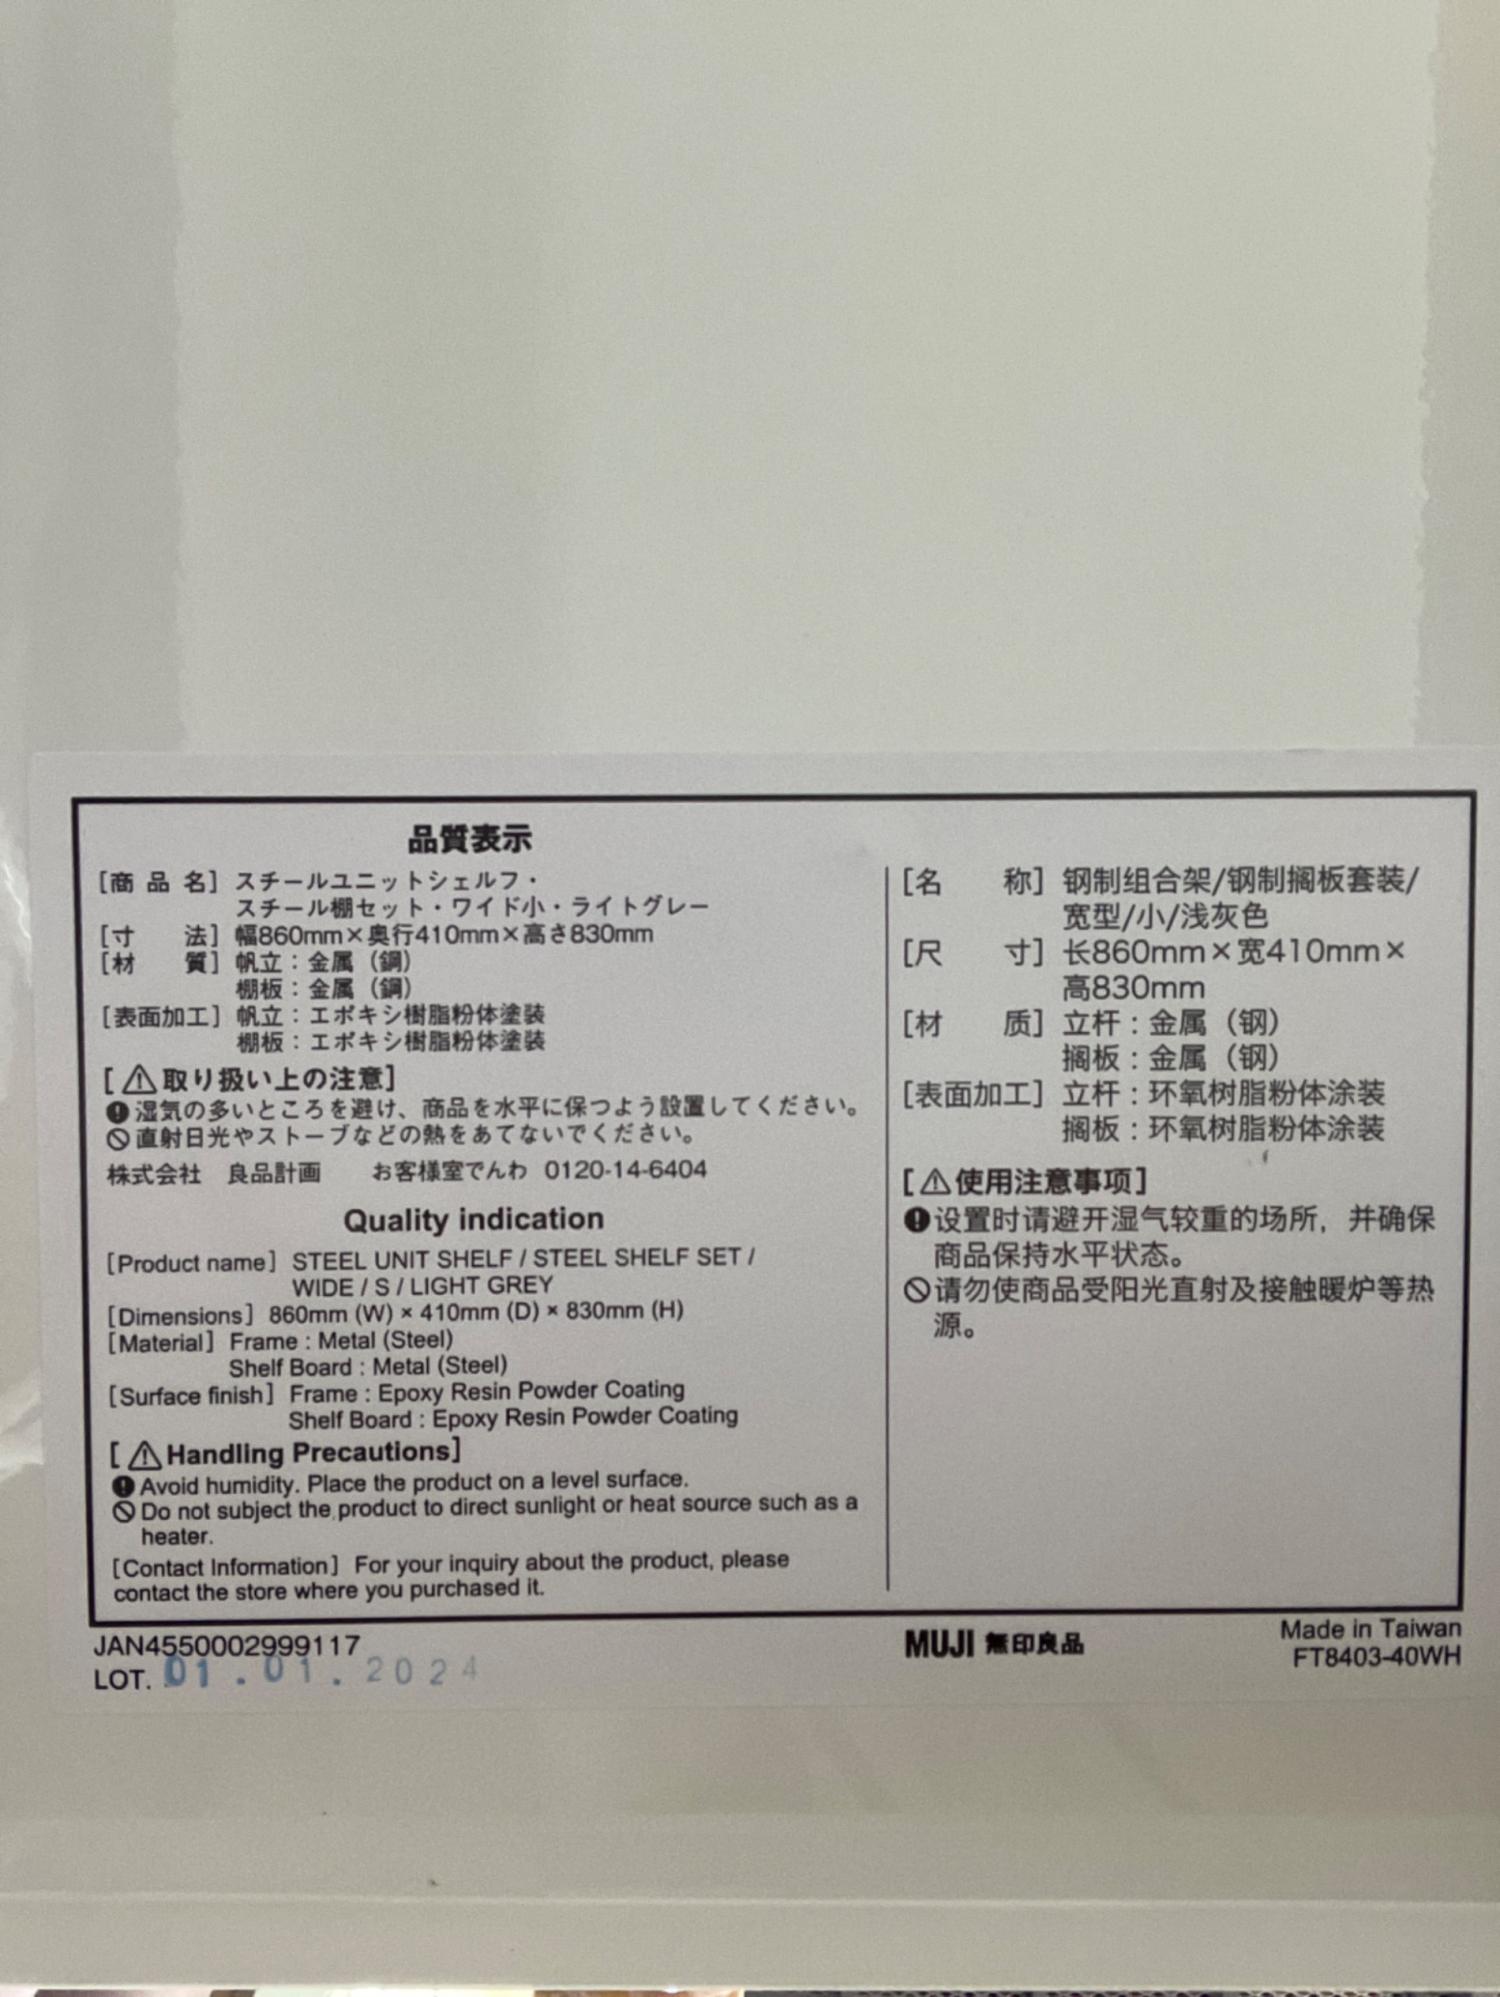 品質表示
[商品名] スチールユニットシェルフ・
スチール棚セット・ワイド小・ライトグレー
[寸 法] 幅860mm×奥行410mm×高さ830mm
[材 質] 帆立：金属（鋼）
棚板：金属（鋼）
[表面加工] 帆立：エポキシ樹脂粉体塗装
棚板：エポキシ樹脂粉体塗装
[⚠取り扱い上の注意]
湿気の多いところを避け、商品を水平に保つよう設置してください。
直射日光やストーブなどの熱をあてないでください。
株式会社 良品計画 お客様室でんわ 0120-14-6404
Quality indication
[Product name] STEEL UNIT SHELF / STEEL SHELF SET /
WIDE / S / LIGHT GREY
[Dimensions] 860mm (W) × 410mm (D) × 830mm (H)
[Material] Frame : Metal (Steel)
Shelf Board : Metal (Steel)
[Surface finish] Frame : Epoxy Resin Powder Coating
Shelf Board : Epoxy Resin Powder Coating
[⚠Handling Precautions]
Avoid humidity. Place the product on a level surface.
Do not subject the product to direct sunlight or heat source such as a
heater.
[Contact Information] For your inquiry about the product, please
contact the store where you purchased it.
[名 称] 钢制组合架/钢制搁板套装/
宽型/小/浅灰色
[尺 寸] 长860mm×宽410mm×
高830mm
[材 质] 立杆：金属（钢）
搁板：金属（钢）
[表面加工] 立杆：环氧树脂粉体涂装
搁板：环氧树脂粉体涂装
[⚠使用注意事项]
设置时请避开湿气较重的场所，并确保
商品保持水平状态。
请勿使商品受阳光直射及接触暖炉等热
源。
JAN4550002999117
LOT. 01.01.2024
MUJI 無印良品
Made in Taiwan
FT8403-40WH